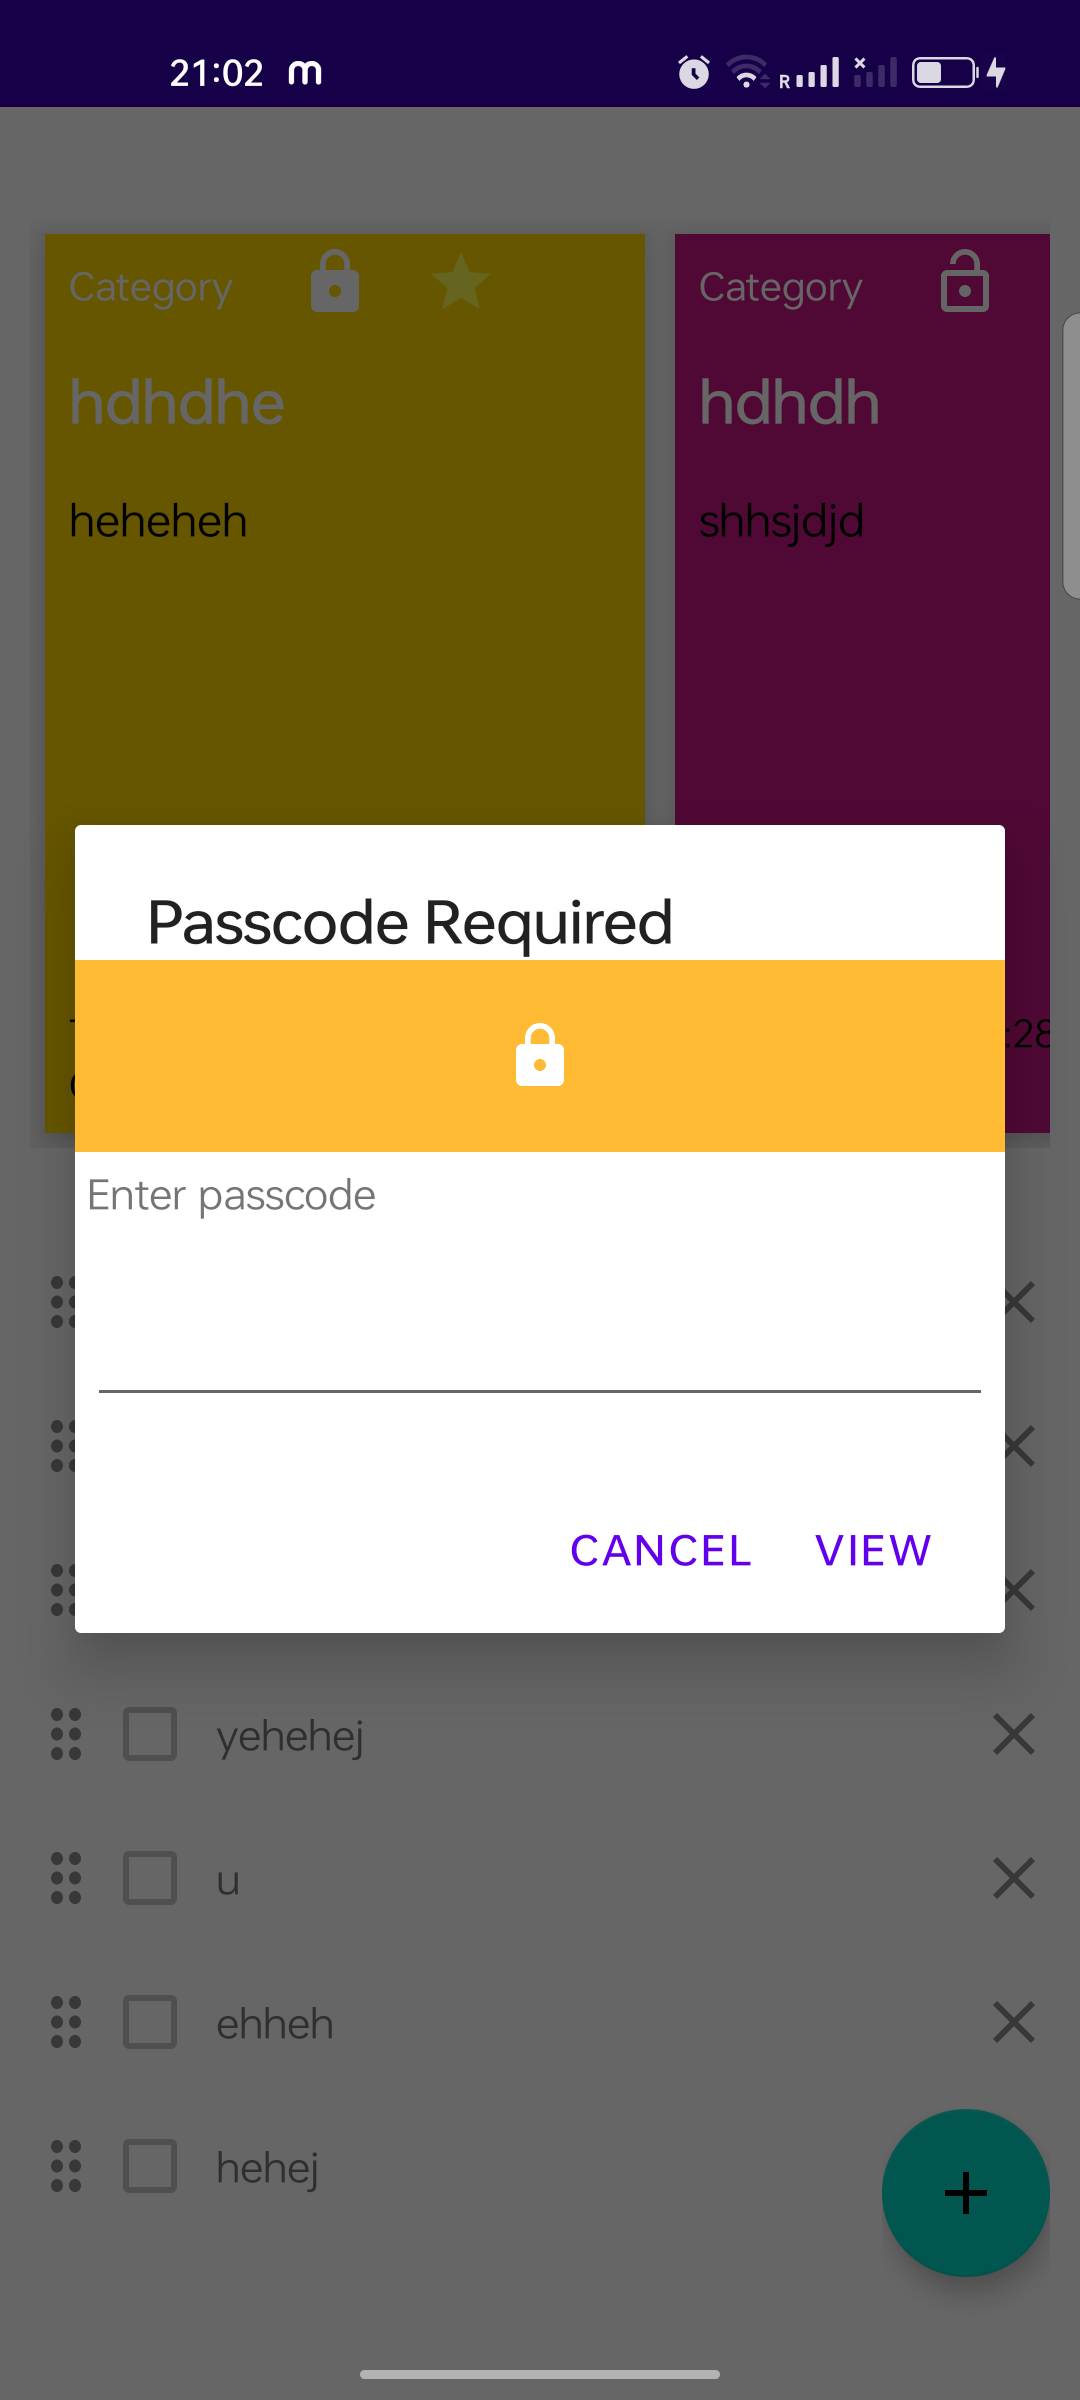 21:02
R
Category
Category
hdhdhe
hdhdh
heheheh
shhsjdjd
:28
Passcode Required
Enter passcode
CANCEL VIEW
yehehej
u
ehheh
hehej